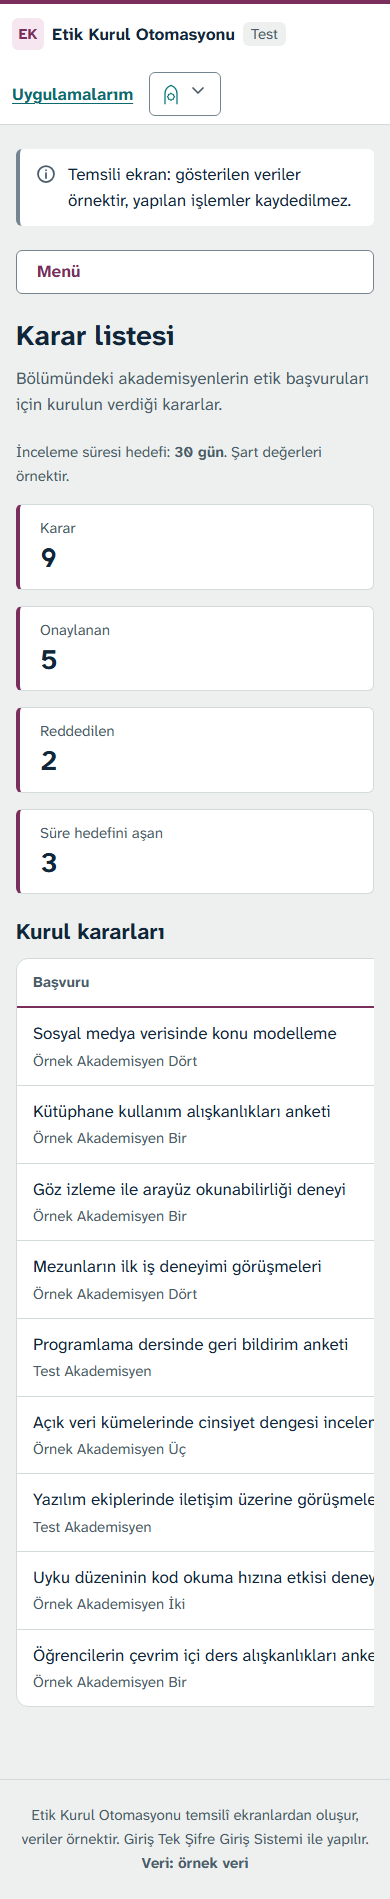 EK Etik Kurul Otomasyonu Test
Uygulamalarım
Temsili ekran: gösterilen veriler
örnektir, yapılan işlemler kaydedilmez.
Menü
Karar listesi
Bölümündeki akademisyenlerin etik başvuruları
için kurulun verdiği kararlar.
İnceleme süresi hedefi: 30 gün. Şart değerleri
örnektir.
Karar
9
Onaylanan
5
Reddedilen
2
Süre hedefini aşan
3
Kurul kararları
Başvuru
Sosyal medya verisinde konu modelleme
Örnek Akademisyen Dört
Kütüphane kullanım alışkanlıkları anketi
Örnek Akademisyen Bir
Göz izleme ile arayüz okunabilirliği deneyi
Örnek Akademisyen Bir
Mezunların ilk iş deneyimi görüşmeleri
Örnek Akademisyen Dört
Programlama dersinde geri bildirim anketi
Test Akademisyen
Açık veri kümelerinde cinsiyet dengesi inceler
Örnek Akademisyen Üç
Yazılım ekiplerinde iletişim üzerine görüşmele
Test Akademisyen
Uyku düzeninin kod okuma hızına etkisi deney
Örnek Akademisyen İki
Öğrencilerin çevrim içi ders alışkanlıkları anke
Örnek Akademisyen Bir
Etik Kurul Otomasyonu temsilî ekranlardan oluşur,
veriler örnektir. Giriş Tek Şifre Giriş Sistemi ile yapılır.
Veri: örnek veri